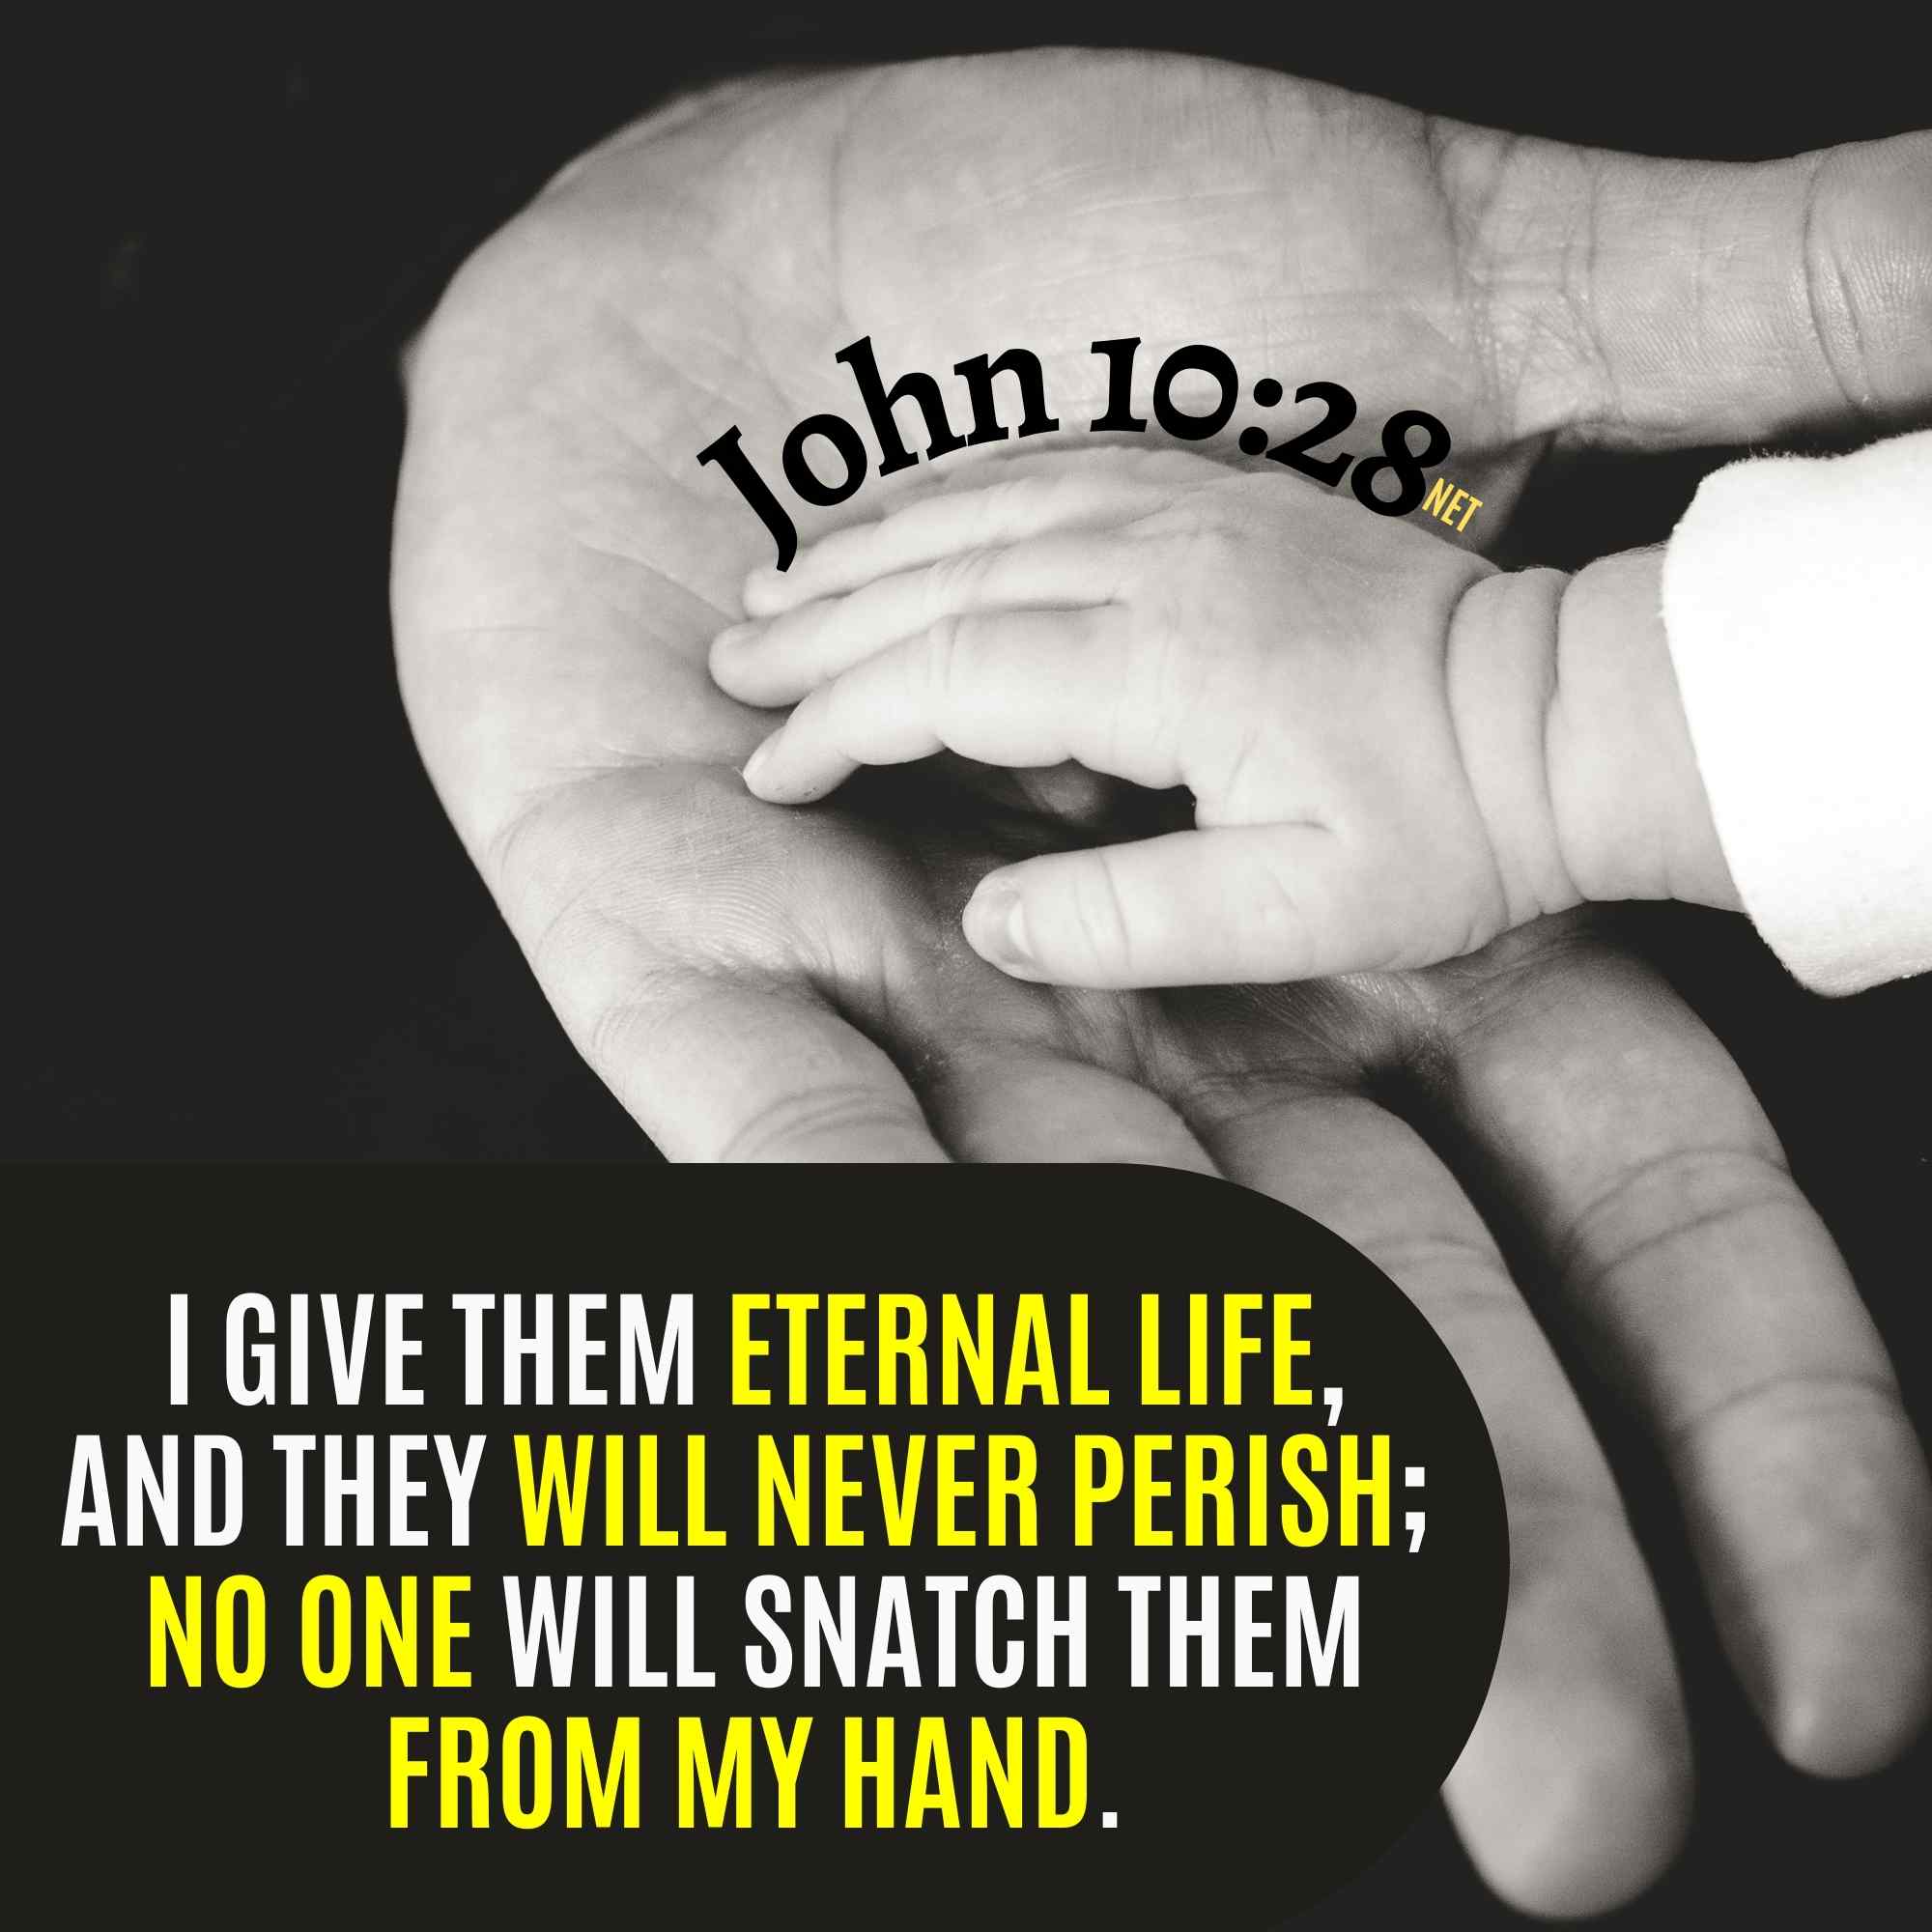 John 10:28
NET
I GIVE THEM ETERNAL LIFE,
AND THEY WILL NEVER PERISH;
NO ONE WILL SNATCH THEM
FROM MY HAND.